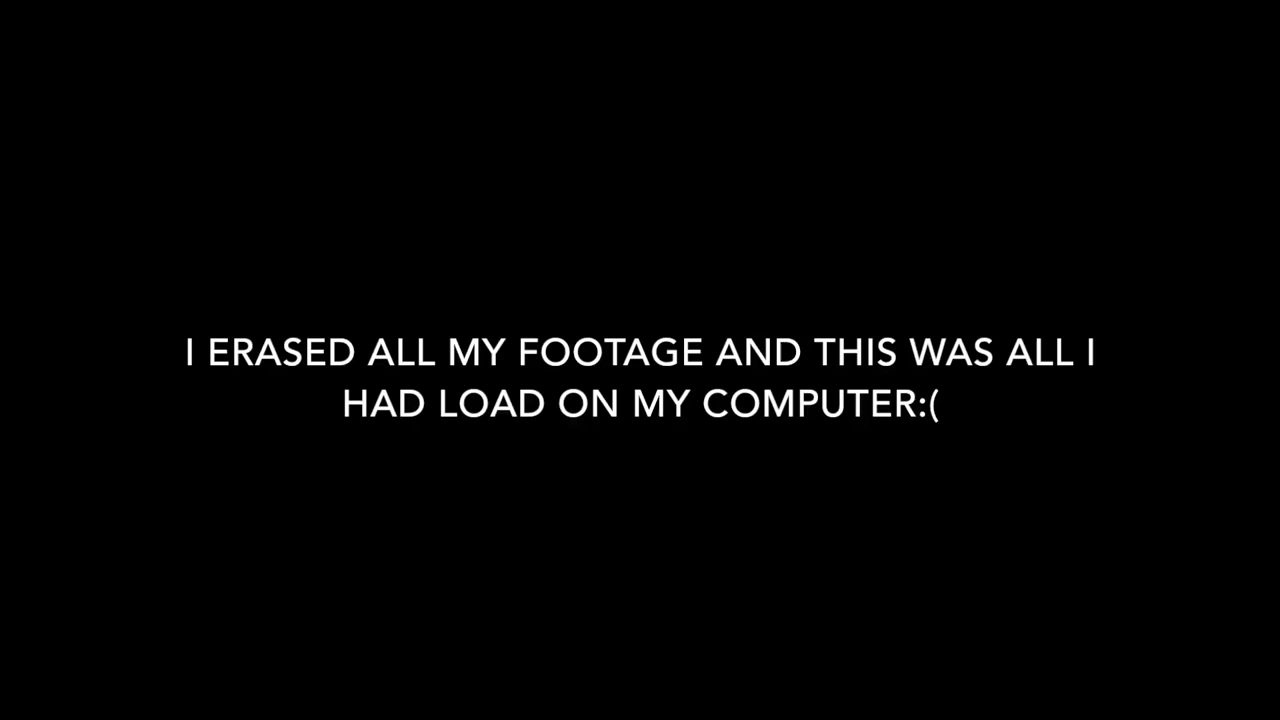 I ERASED ALL MY FOOTAGE AND THIS WAS ALL I
HAD LOAD ON MY COMPUTER:(